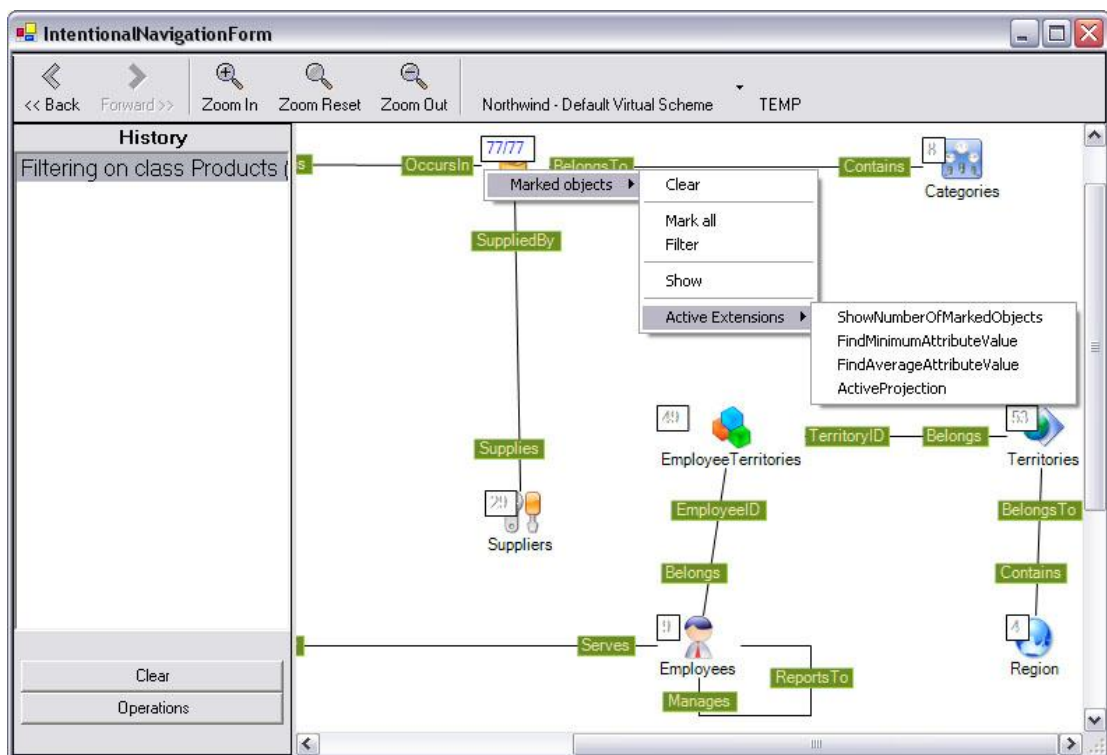 IntentionalNavigationForm
<< Back Forward >> Zoom In Zoom Reset Zoom Out Northwind - Default Virtual Scheme TEMP
History
Filtering on class Products (
s
OccursIn
77/77
BelongsTo
Contains
8
Categories
Marked objects
Clear
Mark all
Filter
Show
Active Extensions
ShowNumberOfMarkedObjects
FindMinimumAttributeValue
FindAverageAttributeValue
ActiveProjection
SuppliedBy
Supplies
29
Suppliers
49
EmployeeTerritories
TerritoryID
Belongs
53
Territories
EmployeeID
Belongs
BelongsTo
Contains
Serves
9
Employees
ReportsTo
Manages
4
Region
Clear
Operations